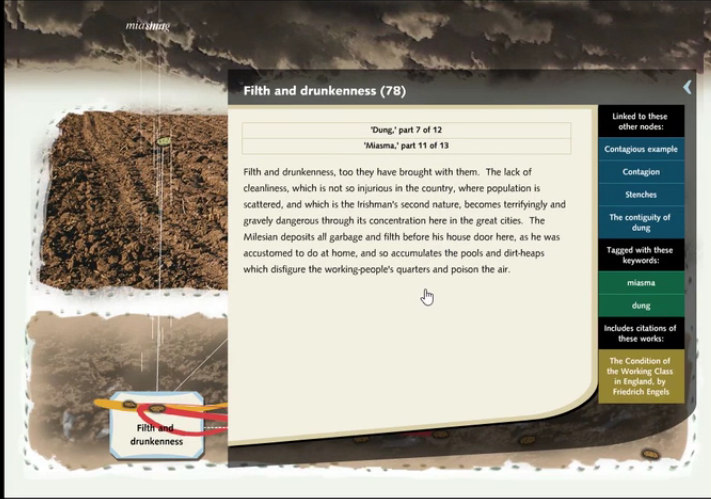 Filth and drunkenness (78)
'Dung,' part 7 of 12
'Miasma,' part 11 of 13
Filth and drunkenness, too they have brought with them. The lack of
cleanliness, which is not so injurious in the country, where population is
scattered, and which is the Irishman's second nature, becomes terrifyingly and
gravely dangerous through its concentration here in the great cities. The
Milesian deposits all garbage and filth before his house door here, as he was
accustomed to do at home, and so accumulates the pools and dirt-heaps
which disfigure the working-people's quarters and poison the air.
Linked to these
other nodes:
Contagious example
Contagion
Stenches
The contiguity of
dung
Tagged with these
keywords:
miasma
dung
Includes citations of
these works:
The Condition of
the Working Class
in England, by
Friedrich Engels
Filth and
drunkenness